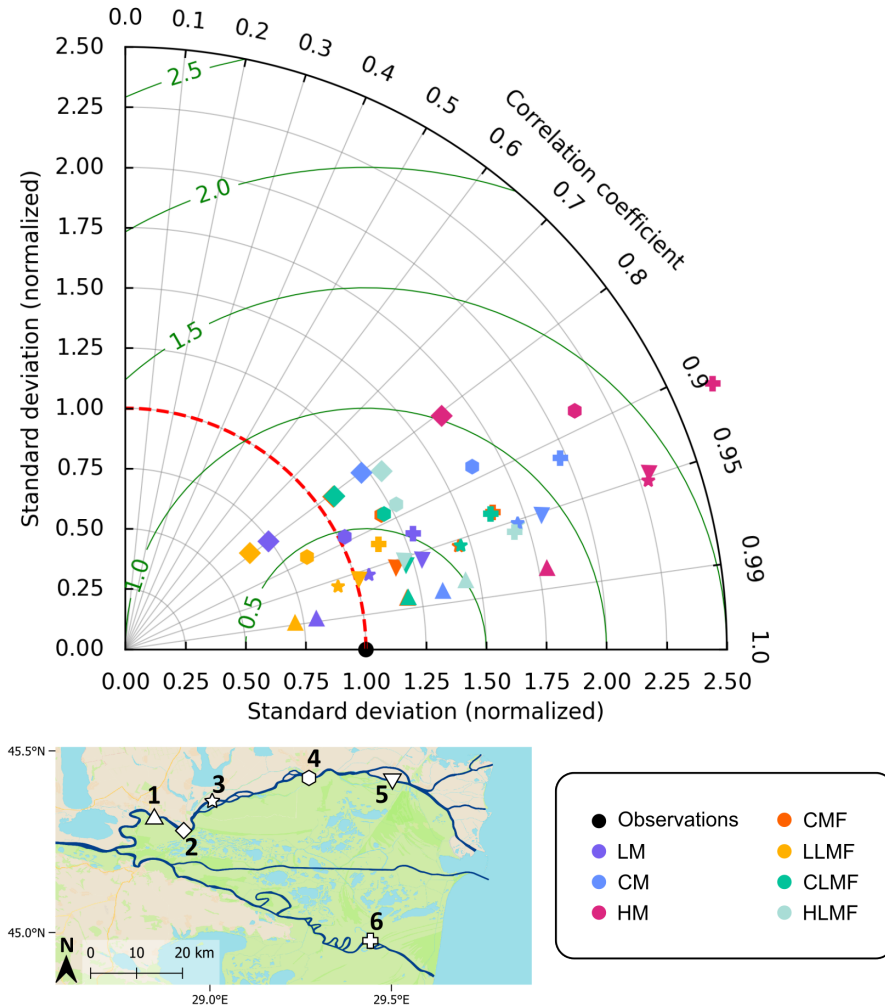 0.0
0.1
0.2
0.3
0.4
0.5
0.6
0.7
0.8
0.9
0.95
0.99
1.0
Correlation coefficient
2.50
2.25
2.00
1.75
1.50
1.25
1.00
0.75
0.50
0.25
0.00
Standard deviation (normalized)
2.5
2.0
1.5
1.0
0.5
0.00 0.25 0.50 0.75 1.00 1.25 1.50 1.75 2.00 2.25 2.50
Standard deviation (normalized)
45.5°N
45.0°N
1
2
3
4
5
6
N
0 10 20 km
29.0°E 29.5°E
Observations
LM
CM
HM
CMF
LLMF
CLMF
HLMF